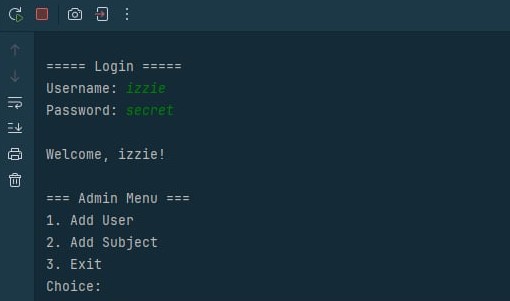 ===== Login =====
Username: izzie
Password: secret
Welcome, izzie!
=== Admin Menu ===
1. Add User
2. Add Subject
3. Exit
Choice: